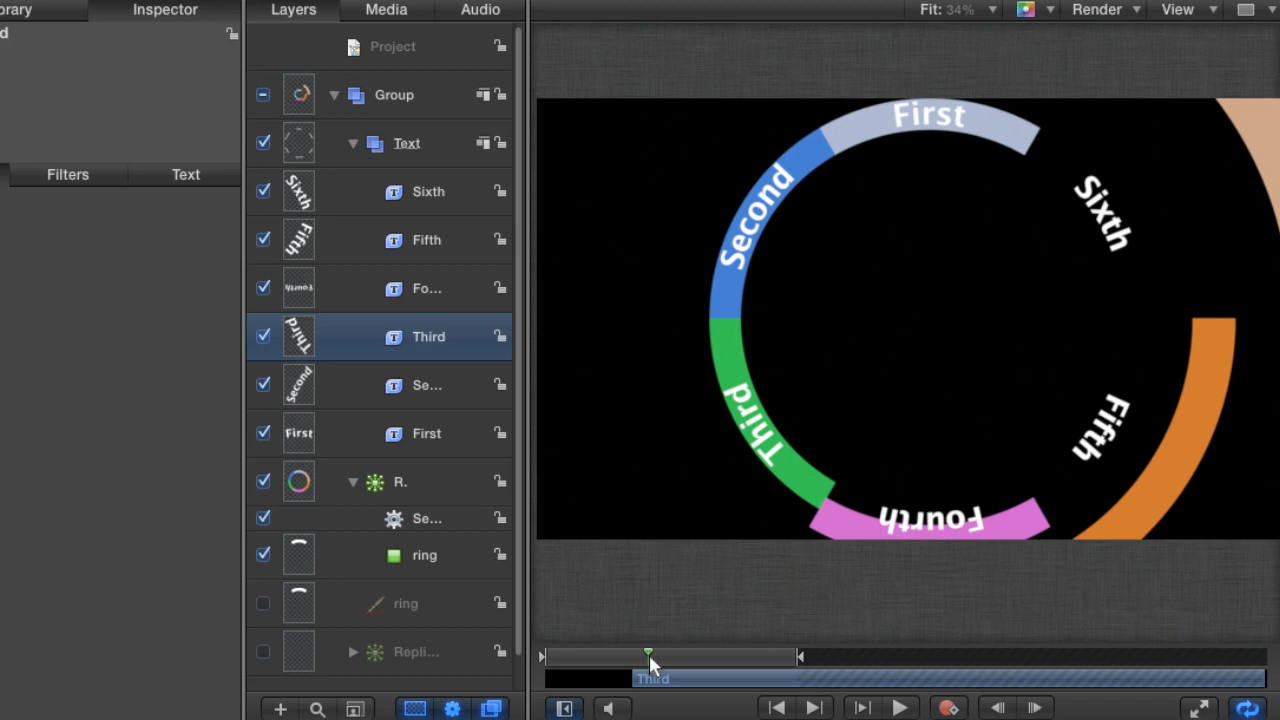 orary Inspector Layers Media Audio Fit: 34% Render View
d
Project
Group
Text
Filters Text
Sixth
Fifth
Fo...
Third
Se...
First
R.
Se...
ring
ring
Repli...
First
Second
Third
Fourth
Fifth
Sixth
Third